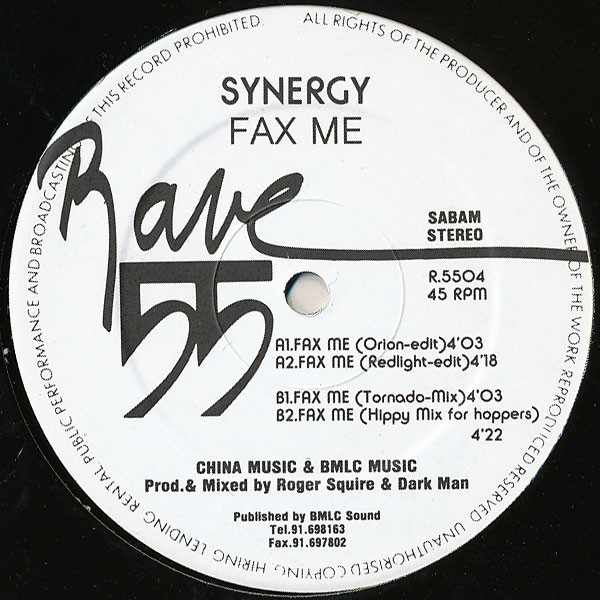 ALL RIGHTS OF THE PRODUCER AND OF THE OWNER OF THE WORK REPRODUCED RESERVED UNAUTHORISED COPYING HIRING LENDING RENTAL PUBLIC PERFORMANCE AND BROADCASTING OF THIS RECORD PROHIBITED.
SYNERGY
FAX ME
Rave
55
SABAM
STEREO
R.5504
45 RPM
A1.FAX ME (Orion-edit)4'03
A2.FAX ME (Redlight-edit)4'18
B1.FAX ME (Tornado-Mix)4'03
B2.FAX ME (Hippy Mix for hoppers)
4'22
CHINA MUSIC & BMLC MUSIC
Prod.& Mixed by Roger Squire & Dark Man
Published by BMLC Sound
Tel.91.698163
Fax.91.697802